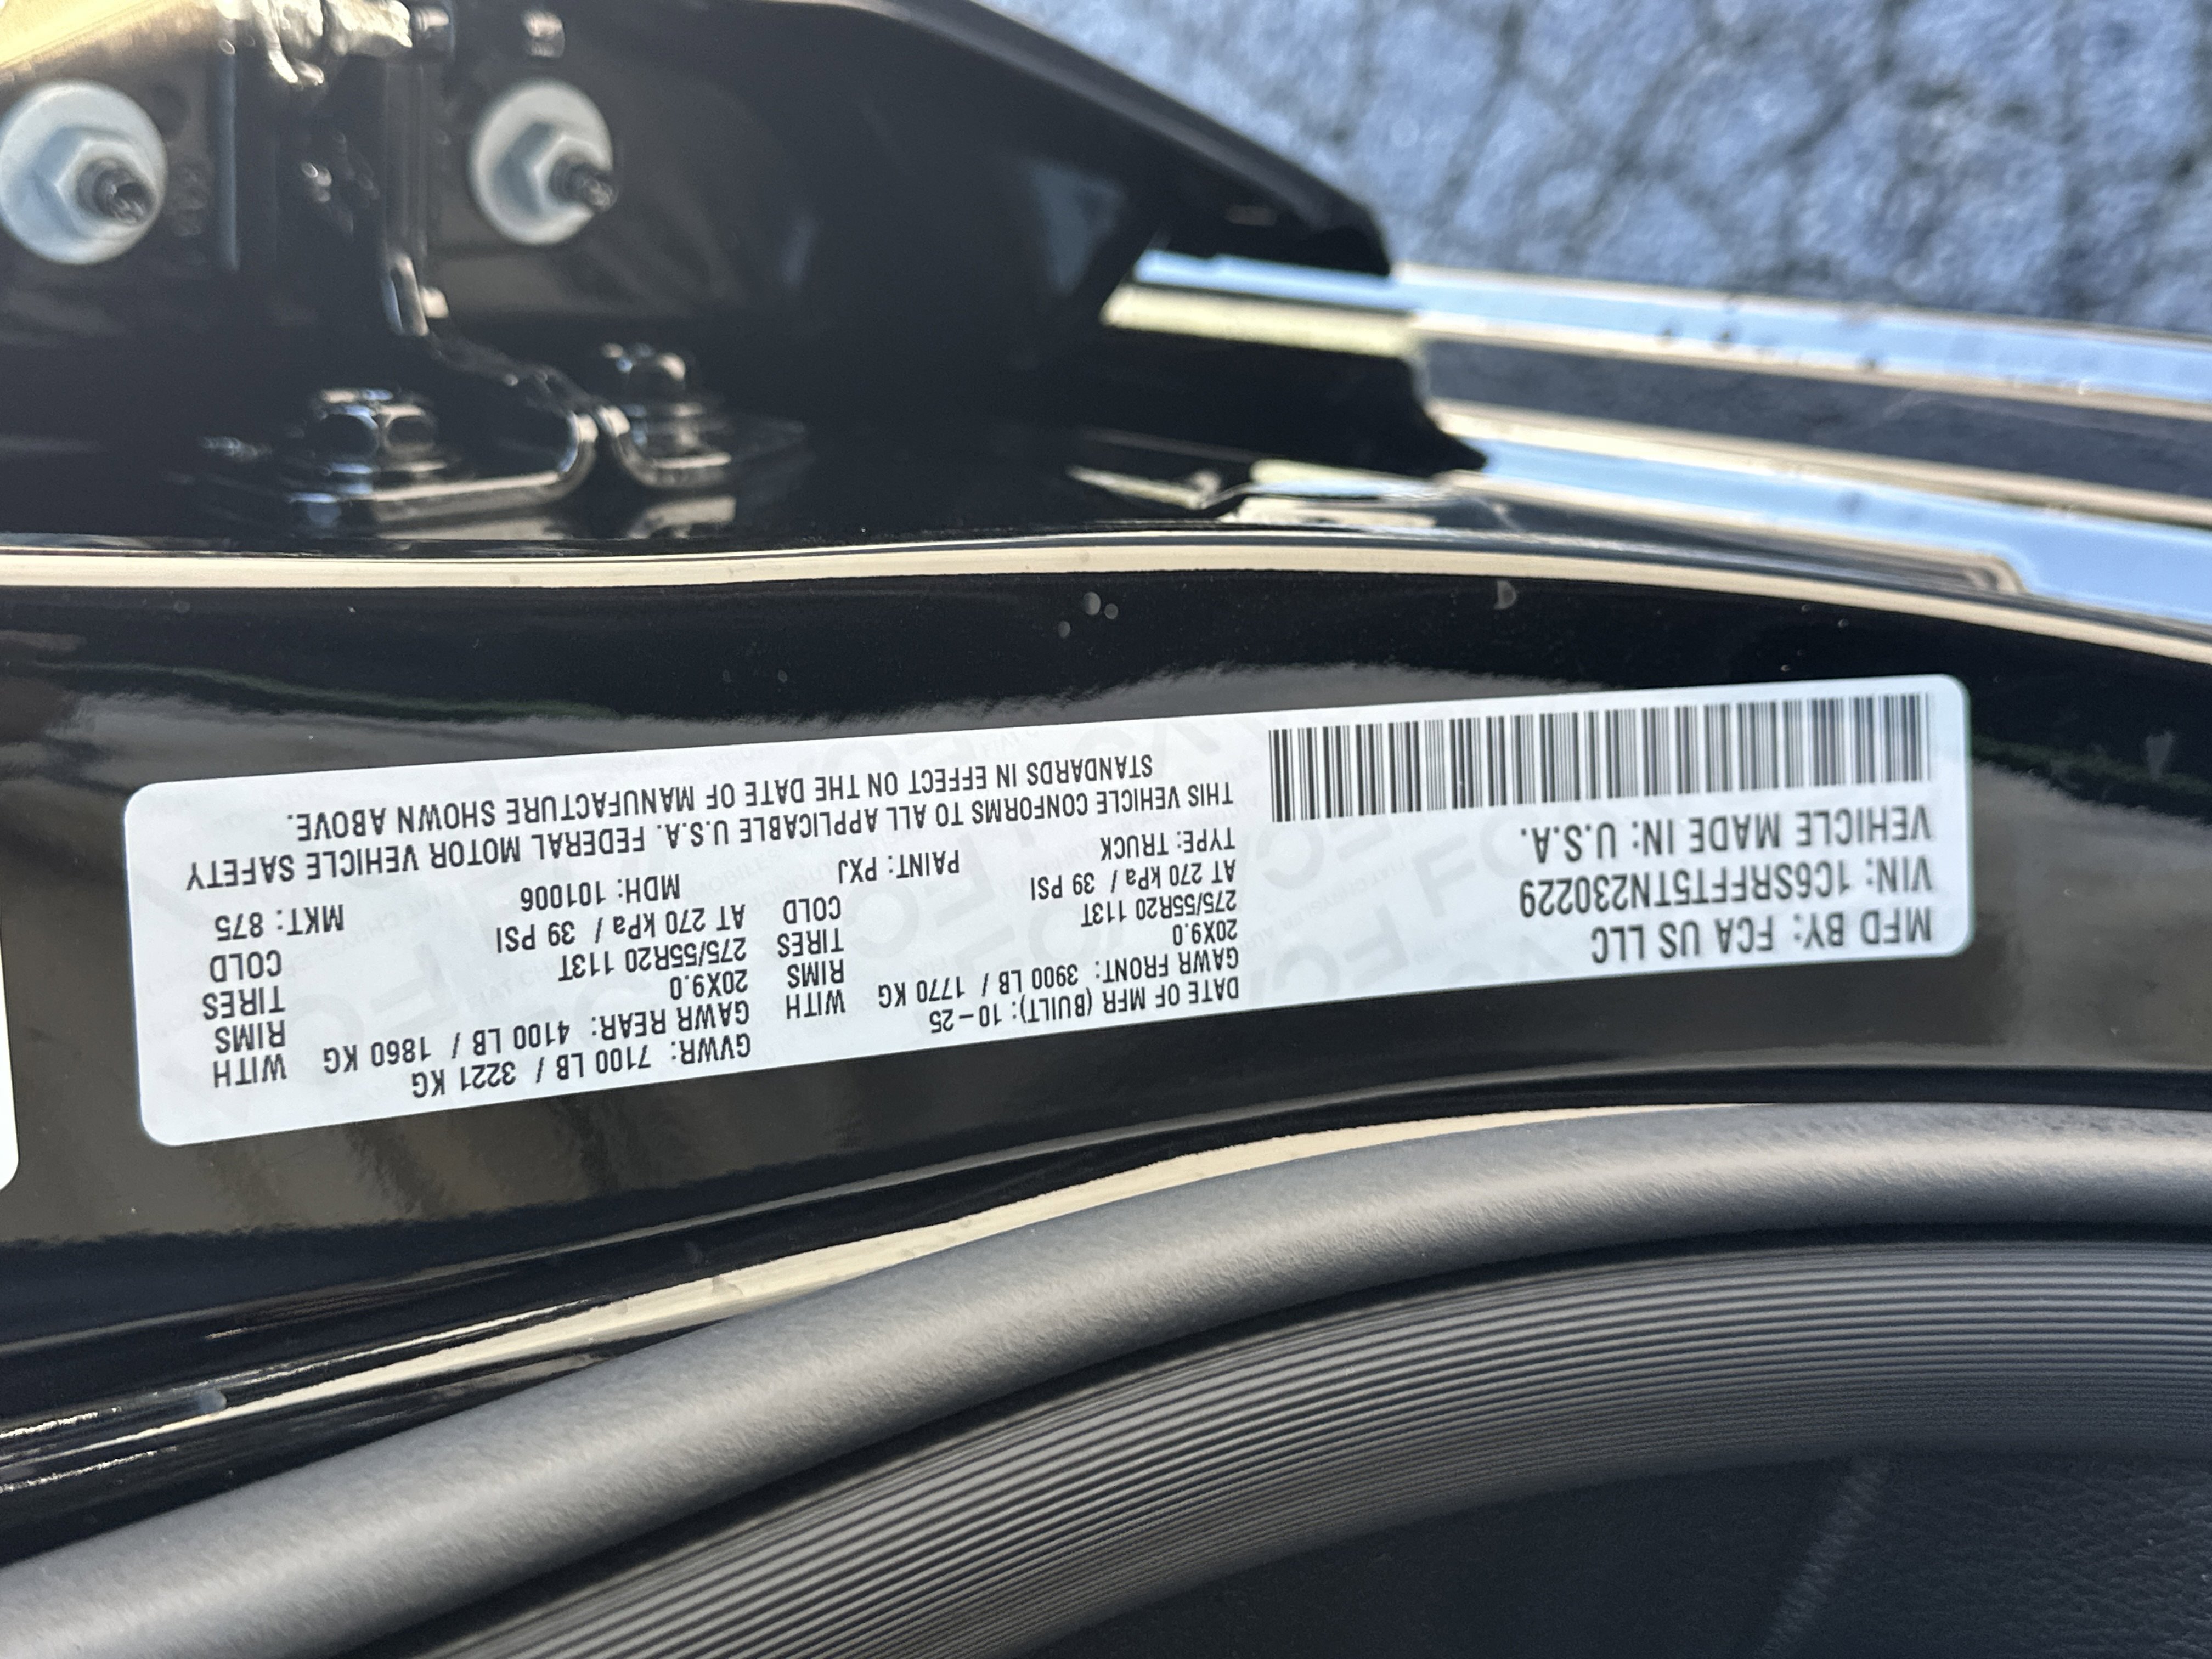 MFD BY: FCA US LLC
VIN: 1C6SRFFT5TN230229
VEHICLE MADE IN: U.S.A.
DATE OF MFR (BUILT): 10-25
GAWR FRONT: 3900 LB / 1770 KG WITH
20X9.0 RIMS
275/55R20 113T TIRES
AT 270 kPa / 39 PSI COLD
TYPE: TRUCK PAINT: PXJ
GVWR: 7100 LB / 3221 KG
GAWR REAR: 4100 LB / 1860 KG WITH
20X9.0 RIMS
275/55R20 113T TIRES
AT 270 kPa / 39 PSI COLD
MDH: 101006 MKT: 875
THIS VEHICLE CONFORMS TO ALL APPLICABLE U.S.A. FEDERAL MOTOR VEHICLE SAFETY
STANDARDS IN EFFECT ON THE DATE OF MANUFACTURE SHOWN ABOVE.